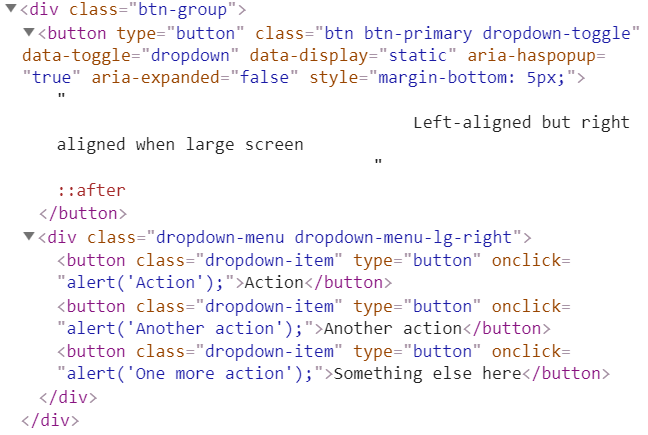 ▼<div class="btn-group">
▼<button type="button" class="btn btn-primary dropdown-toggle"
data-toggle="dropdown" data-display="static" aria-haspopup=
"true" aria-expanded="false" style="margin-bottom: 5px;">
"
Left-aligned but right
aligned when large screen
"
::after
</button>
▼<div class="dropdown-menu dropdown-menu-lg-right">
<button class="dropdown-item" type="button" onclick=
"alert('Action');">Action</button>
<button class="dropdown-item" type="button" onclick=
"alert('Another action');">Another action</button>
<button class="dropdown-item" type="button" onclick=
"alert('One more action');">Something else here</button>
</div>
</div>